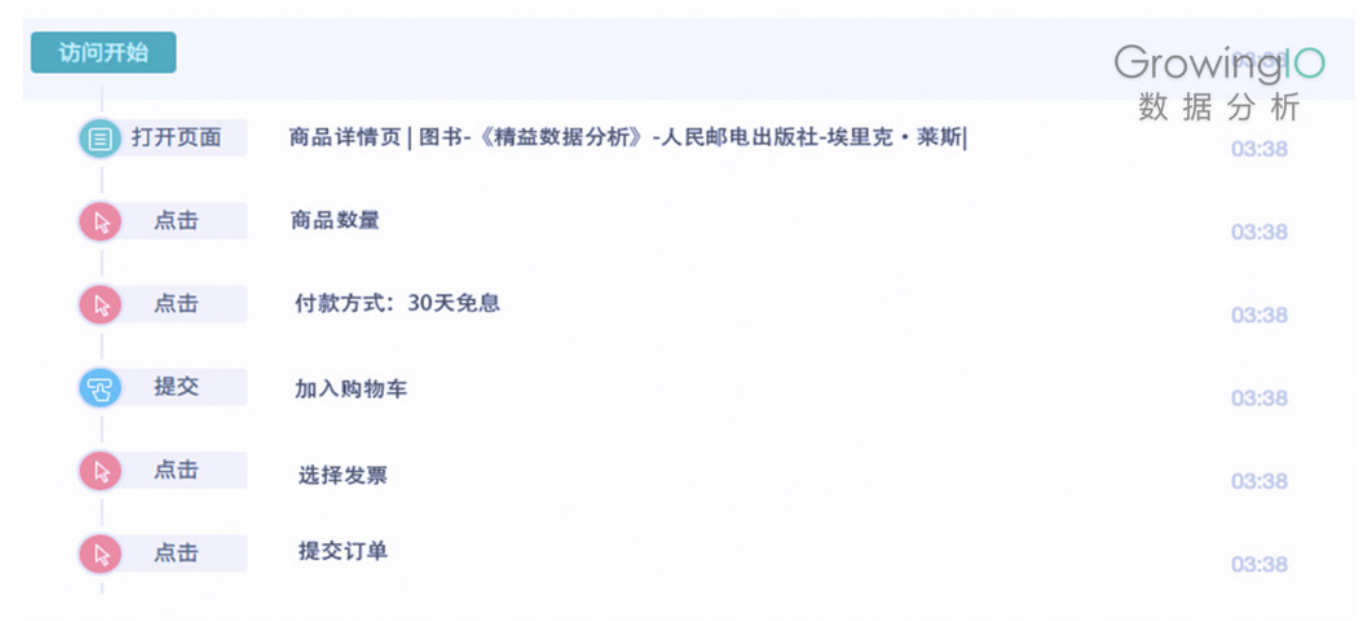 访问开始
03:38
GrowingIO
数据分析
打开页面 商品详情页 | 图书-《精益数据分析》-人民邮电出版社-埃里克·莱斯| 03:38
点击 商品数量 03:38
点击 付款方式：30天免息 03:38
提交 加入购物车 03:38
点击 选择发票 03:38
点击 提交订单 03:38